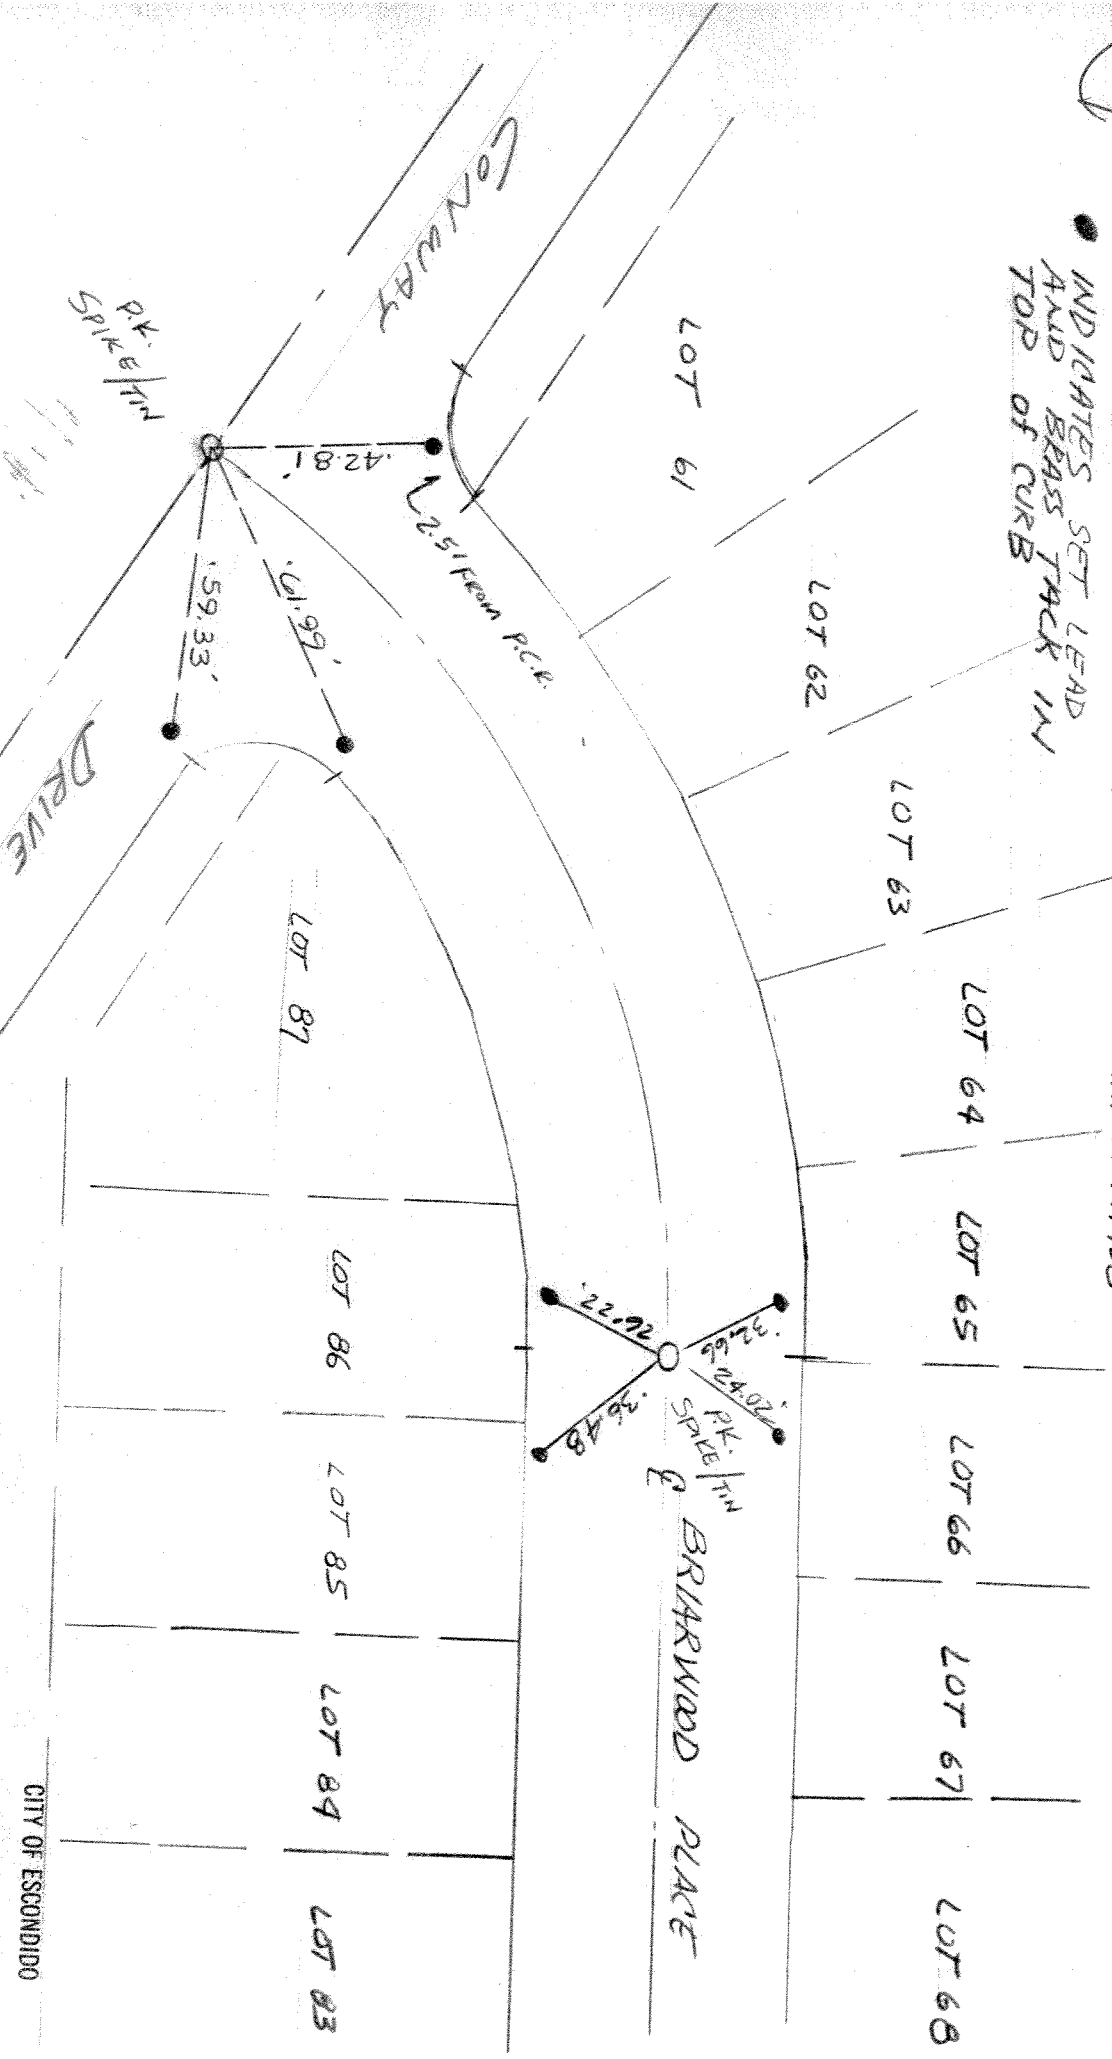 ● INDICATES SET LEAD
AND BRASS TACK IN
TOP OF CURB
CONWAY
DRIVE
P.K.
SPIKE/TIN
42.81'
2.5' FROM P.C.R.
61.99'
59.33'
LOT 61
LOT 62
LOT 63
LOT 64
LOT 65
LOT 66
LOT 67
LOT 68
26.22'
32.66'
24.02'
36.48'
P.K.
SPIKE/TIN
℄ BRIARWOOD PLACE
LOT 87
LOT 86
LOT 85
LOT 84
LOT 83
CITY OF ESCONDIDO